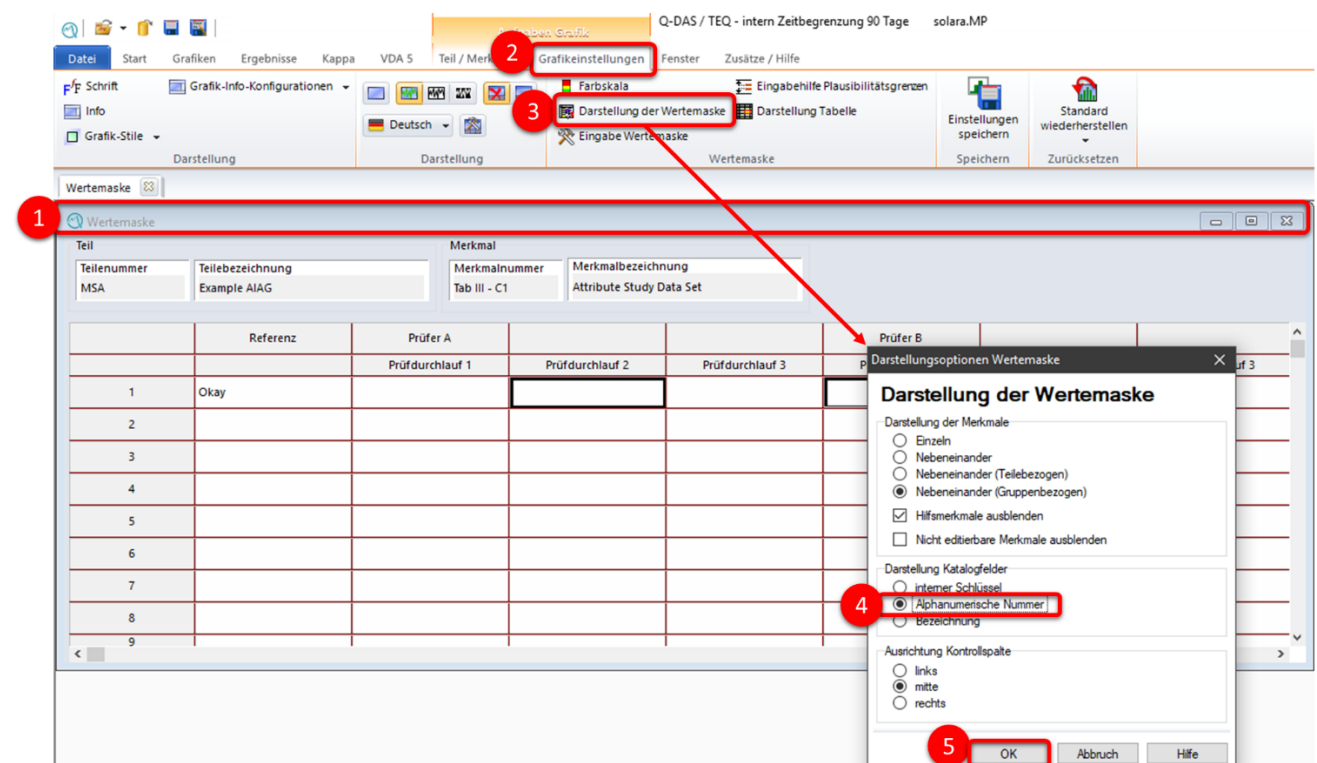 Q-DAS / TEQ - intern Zeitbegrenzung 90 Tage solara.MP
Grafik
Datei Start Grafiken Ergebnisse Kappa VDA 5 Teil / Merk 2 Grafikeinstellungen Fenster Zusätze / Hilfe
Schrift Grafik-Info-Konfigurationen Farbskala Eingabehilfe Plausibilitätsgrenzen
Info 3 Darstellung der Wertemaske Darstellung Tabelle Einstellungen speichern Standard wiederherstellen
Grafik-Stile Deutsch Eingabe Wertemaske
Darstellung Darstellung Wertemaske Speichern Zurücksetzen
Wertemaske
1 Wertemaske
Teil Merkmal
Teilenummer Teilebezeichnung Merkmalnummer Merkmalbezeichnung
MSA Example AIAG Tab III - C1 Attribute Study Data Set
Referenz Prüfer A Prüfer B
Prüfdurchlauf 1 Prüfdurchlauf 2 Prüfdurchlauf 3 P uf 3
1 Okay
2
3
4
5
6
7
8
9
Darstellungsoptionen Wertemaske
Darstellung der Wertemaske
Darstellung der Merkmale
Einzeln
Nebeneinander
Nebeneinander (Teilebezogen)
Nebeneinander (Gruppenbezogen)
Hilfsmerkmale ausblenden
Nicht editierbare Merkmale ausblenden
Darstellung Katalogfelder
interner Schlüssel
4 Alphanumerische Nummer
Bezeichnung
Ausrichtung Kontrollspalte
links
mitte
rechts
5 OK Abbruch Hilfe